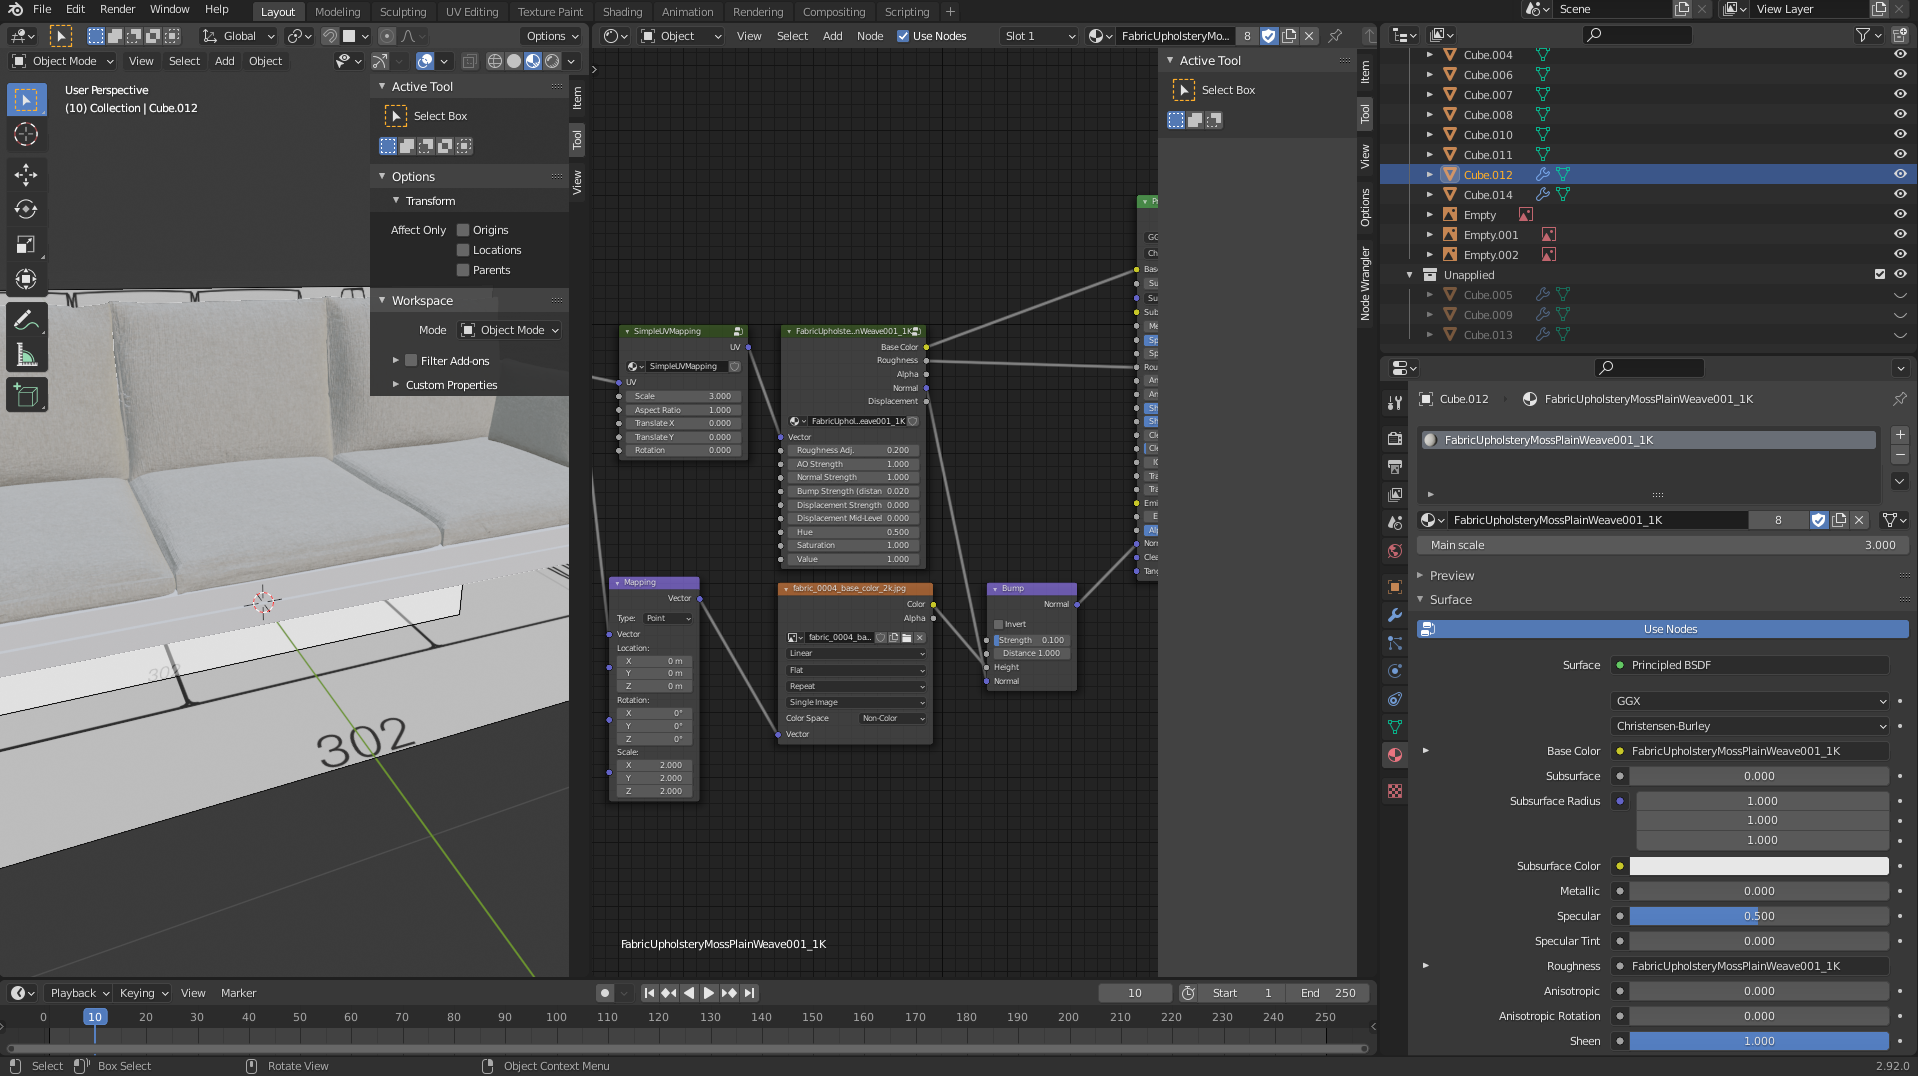 File Edit Render Window Help Layout Modeling Sculpting UV Editing Texture Paint Shading Animation Rendering Compositing Scripting + Scene View Layer
Global Options Object View Select Add Node Use Nodes Slot 1 FabricUpholsteryMo... 8
Object Mode View Select Add Object
User Perspective
(10) Collection | Cube.012
Active Tool
Select Box
Options
Transform
Affect Only Origins
Locations
Parents
Workspace
Mode Object Mode
Filter Add-ons
Custom Properties
Item
Tool
View
302
302
SimpleUVMapping
UV
SimpleUVMapping
UV
Scale 3.000
Aspect Ratio 1.000
Translate X 0.000
Translate Y 0.000
Rotation 0.000
FabricUpholste..nWeave001_1K
Base Color
Roughness
Alpha
Normal
Displacement
FabricUphol..eave001_1K
Vector
Roughness Adj. 0.200
AO Strength 1.000
Normal Strength 1.000
Bump Strength (distan 0.020
Displacement Strength 0.000
Displacement Mid-Level 0.000
Hue 0.500
Saturation 1.000
Value 1.000
Mapping
Vector
Type: Point
Vector
Location:
X 0 m
Y 0 m
Z 0 m
Rotation:
X 0°
Y 0°
Z 0°
Scale:
X 2.000
Y 2.000
Z 2.000
fabric_0004_base_color_2k.jpg
Color
Alpha
fabric_0004_ba..
Linear
Flat
Repeat
Single Image
Color Space Non-Color
Vector
Bump
Normal
Invert
Strength 0.100
Distance 1.000
Height
Normal
FabricUpholsteryMossPlainWeave001_1K
Active Tool
Select Box
Item
Tool
View
Options
Node Wrangler
Cube.004
Cube.006
Cube.007
Cube.008
Cube.010
Cube.011
Cube.012
Cube.014
Empty
Empty.001
Empty.002
Unapplied
Cube.005
Cube.009
Cube.013
Cube.012 FabricUpholsteryMossPlainWeave001_1K
FabricUpholsteryMossPlainWeave001_1K
FabricUpholsteryMossPlainWeave001_1K 8
Main scale 3.000
Preview
Surface
Use Nodes
Surface Principled BSDF
GGX
Christensen-Burley
Base Color FabricUpholsteryMossPlainWeave001_1K
Subsurface 0.000
Subsurface Radius 1.000
1.000
1.000
Subsurface Color
Metallic 0.000
Specular 0.500
Specular Tint 0.000
Roughness FabricUpholsteryMossPlainWeave001_1K
Anisotropic 0.000
Anisotropic Rotation 0.000
Sheen 1.000
Playback Keying View Marker 10 Start 1 End 250
0 10 20 30 40 50 60 70 80 90 100 110 120 130 140 150 160 170 180 190 200 210 220 230 240 250
Select Box Select Rotate View Object Context Menu 2.92.0